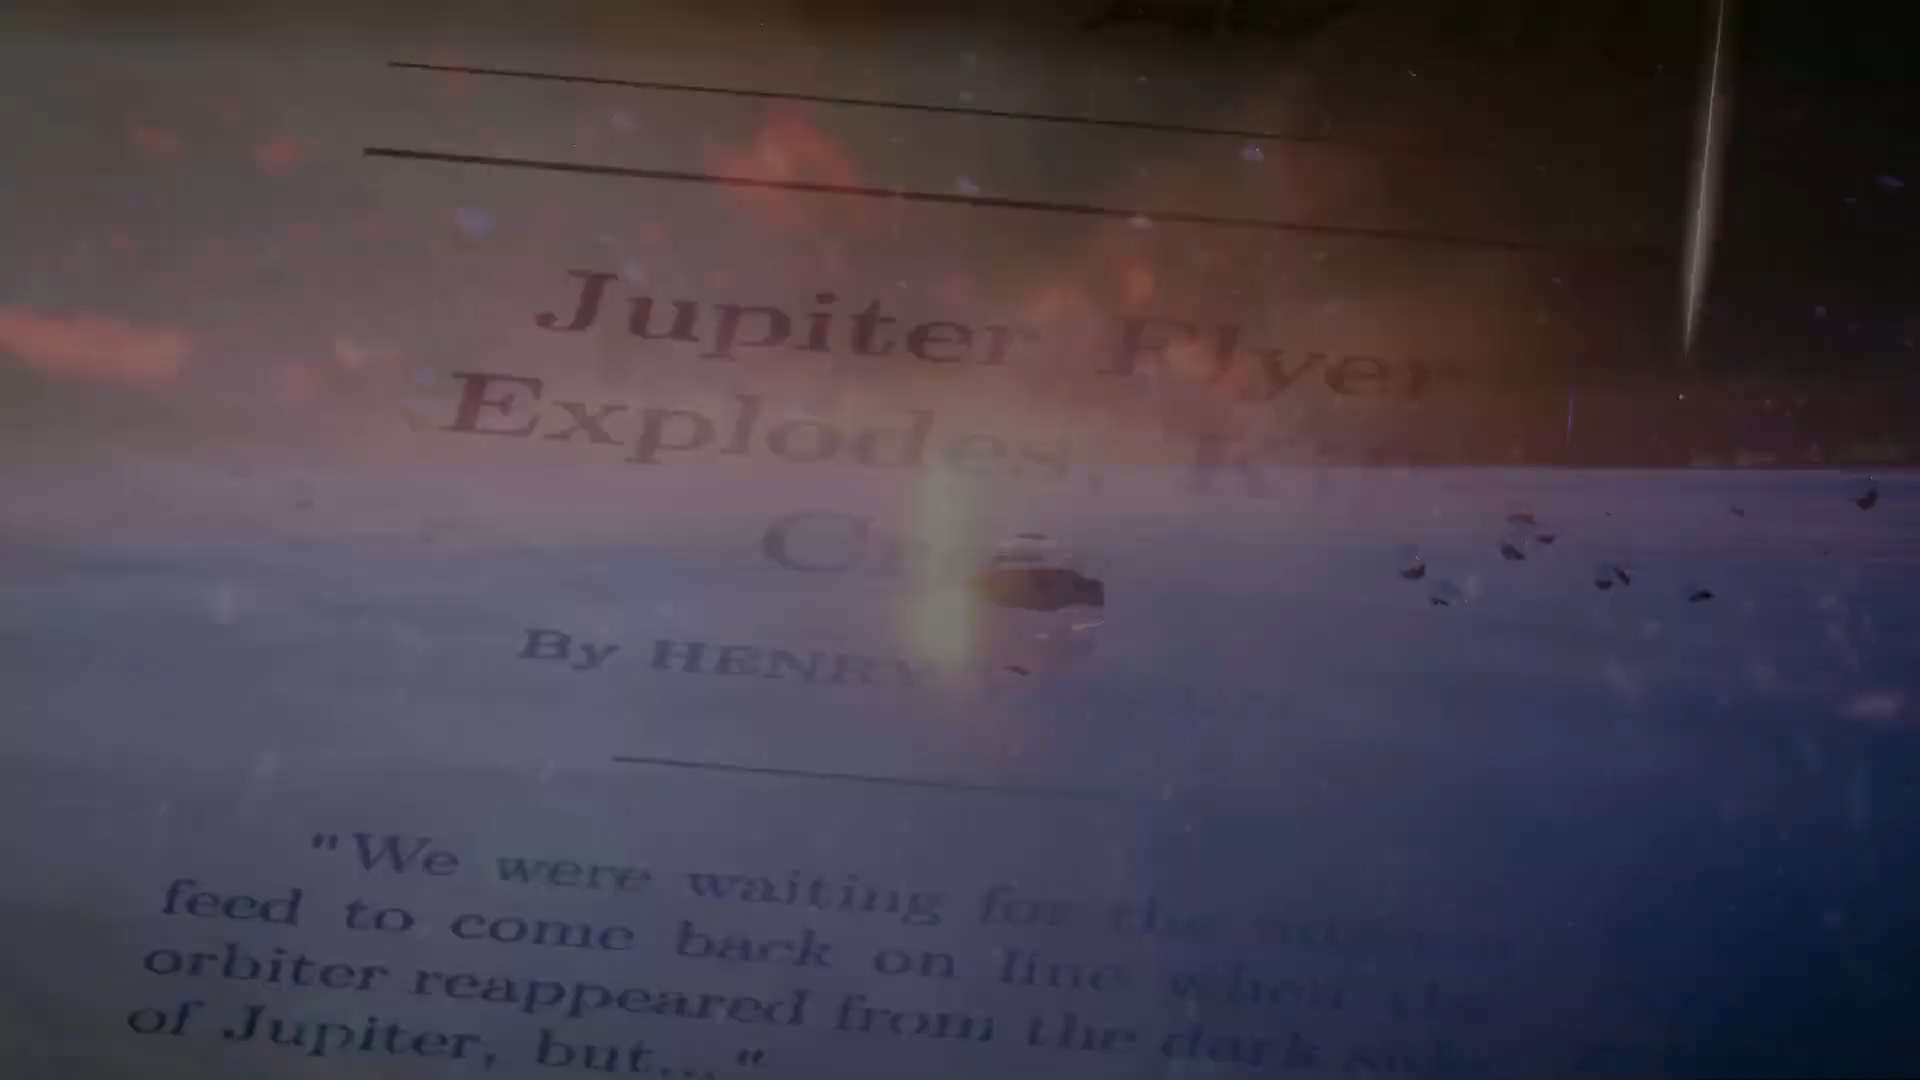 Jupiter Flyer
Explodes,
By HENRY
"We were waiting for the
feed to come back on line when the
orbiter reappeared from the dark side
of Jupiter, but..."